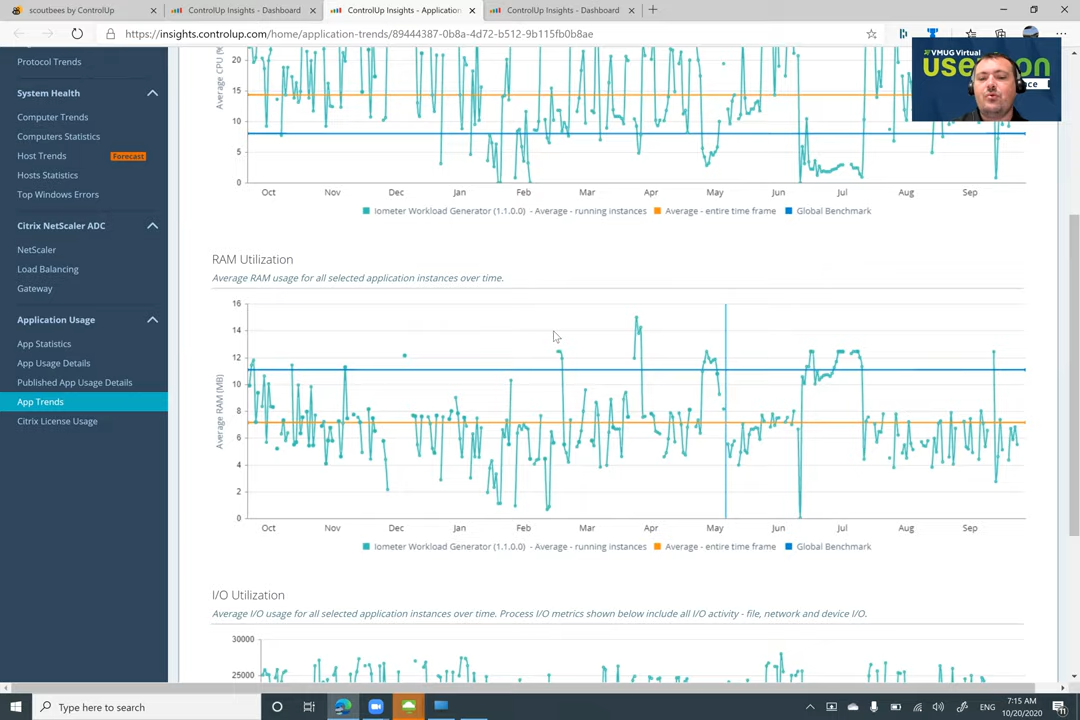 scoutbees by ControlUp
ControlUp Insights - Dashboard
ControlUp Insights - Application
ControlUp Insights - Dashboard
https://insights.controlup.com/home/application-trends/89444387-0b8a-4d72-b512-9b115fb0b8ae
VMUG Virtual
Protocol Trends
System Health
Computer Trends
Computers Statistics
Host Trends
Forecast
Hosts Statistics
Top Windows Errors
Citrix NetScaler ADC
NetScaler
Load Balancing
Gateway
Application Usage
App Statistics
App Usage Details
Published App Usage Details
App Trends
Citrix License Usage
Average CPU (%
20
15
10
5
0
Oct Nov Dec Jan Feb Mar Apr May Jun Jul Aug Sep
Iometer Workload Generator (1.1.0.0) - Average - running instances Average - entire time frame Global Benchmark
RAM Utilization
Average RAM usage for all selected application instances over time.
Average RAM (MB)
16
14
12
10
8
6
4
2
0
Oct Nov Dec Jan Feb Mar Apr May Jun Jul Aug Sep
Iometer Workload Generator (1.1.0.0) - Average - running instances Average - entire time frame Global Benchmark
I/O Utilization
Average I/O usage for all selected application instances over time. Process I/O metrics shown below include all I/O activity - file, network and device I/O.
30000
25000
Type here to search
ENG
7:15 AM
10/20/2020